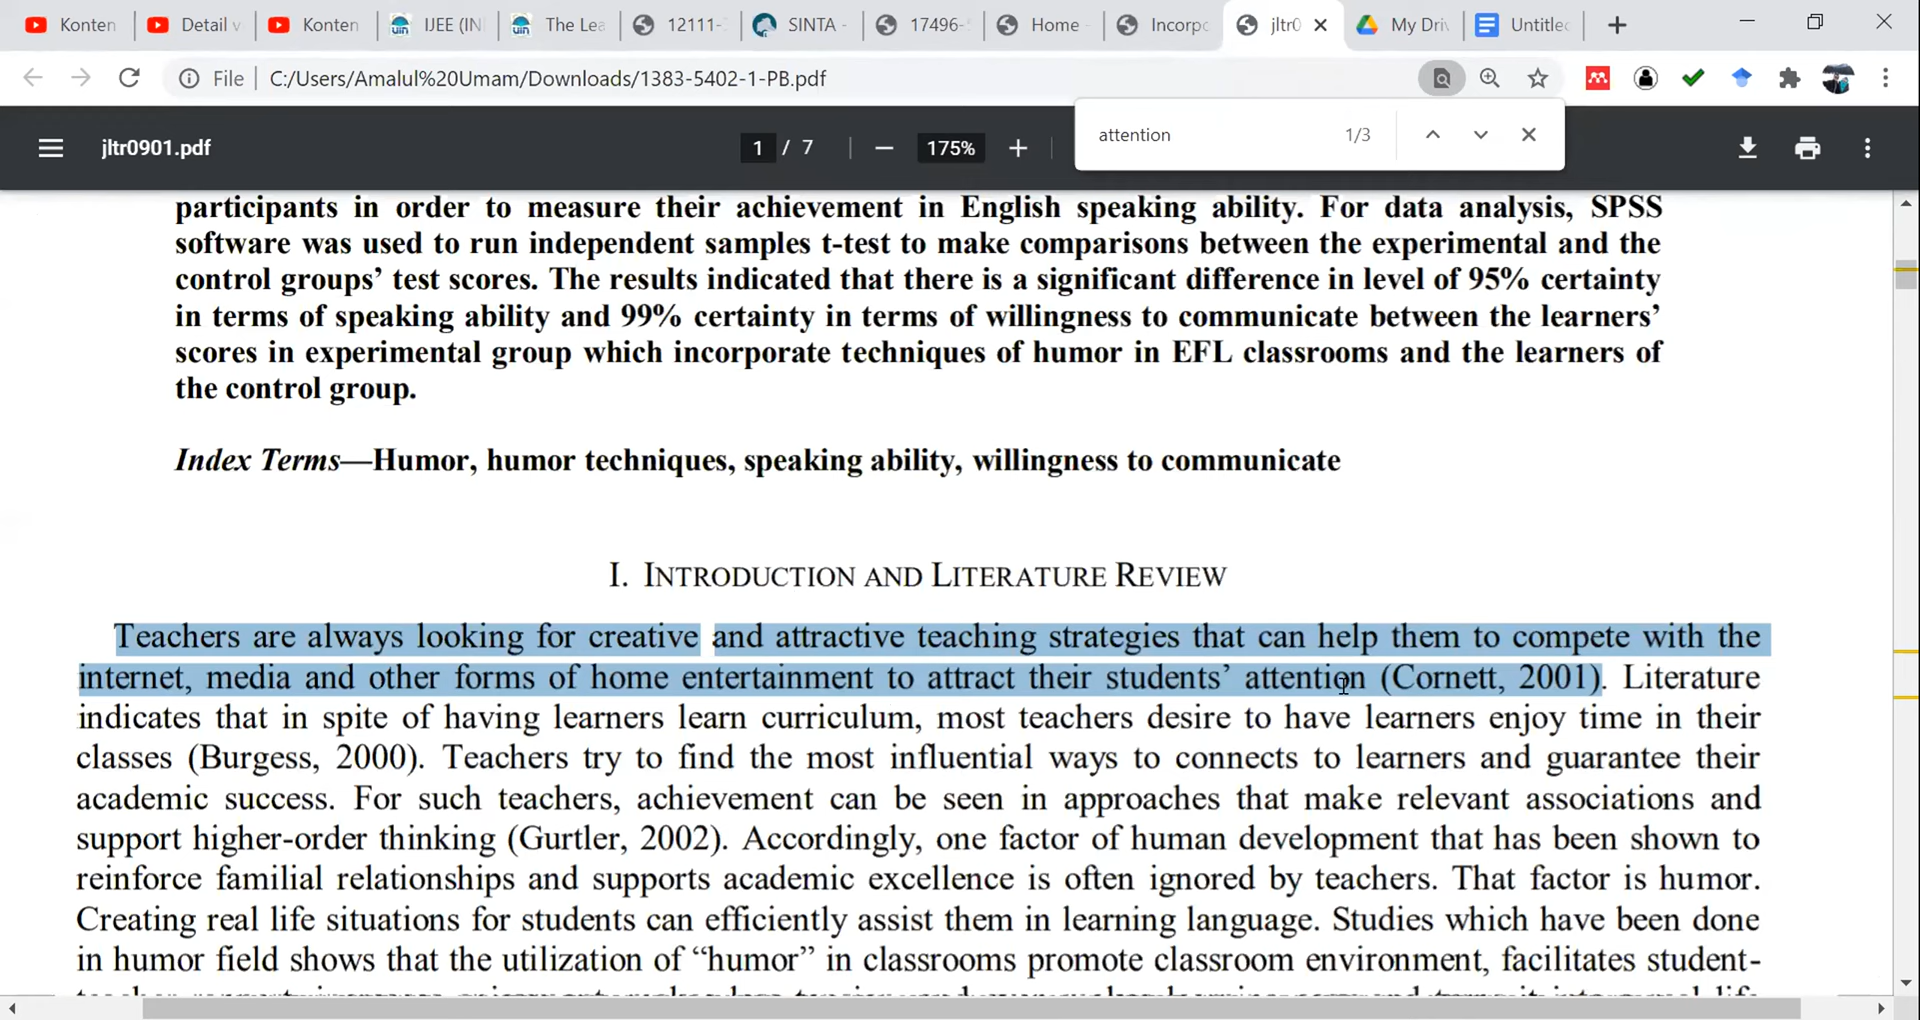 Konten
Detail v
Konten
IJEE (IN
The Lea
12111-
SINTA -
17496-
Home -
Incorpo
jltr0
My Driv
Untitled
File
C:/Users/Amalul%20Umam/Downloads/1383-5402-1-PB.pdf
jltr0901.pdf
1 / 7
175%
attention
1/3
participants in order to measure their achievement in English speaking ability. For data analysis, SPSS
software was used to run independent samples t-test to make comparisons between the experimental and the
control groups’ test scores. The results indicated that there is a significant difference in level of 95% certainty
in terms of speaking ability and 99% certainty in terms of willingness to communicate between the learners’
scores in experimental group which incorporate techniques of humor in EFL classrooms and the learners of
the control group.
Index Terms—Humor, humor techniques, speaking ability, willingness to communicate
I. INTRODUCTION AND LITERATURE REVIEW
Teachers are always looking for creative and attractive teaching strategies that can help them to compete with the
internet, media and other forms of home entertainment to attract their students’ attention (Cornett, 2001). Literature
indicates that in spite of having learners learn curriculum, most teachers desire to have learners enjoy time in their
classes (Burgess, 2000). Teachers try to find the most influential ways to connects to learners and guarantee their
academic success. For such teachers, achievement can be seen in approaches that make relevant associations and
support higher-order thinking (Gurtler, 2002). Accordingly, one factor of human development that has been shown to
reinforce familial relationships and supports academic excellence is often ignored by teachers. That factor is humor.
Creating real life situations for students can efficiently assist them in learning language. Studies which have been done
in humor field shows that the utilization of “humor” in classrooms promote classroom environment, facilitates student-